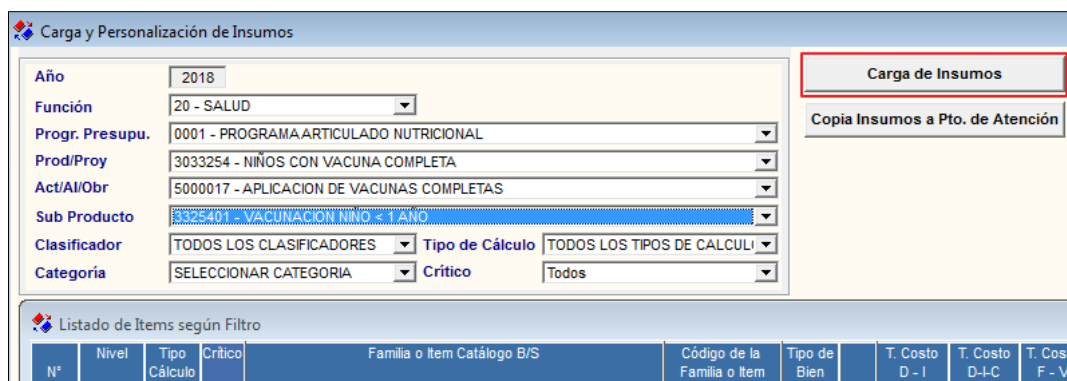 Carga y Personalización de Insumos
Año 2018
Carga de Insumos
Función 20 - SALUD
Copia Insumos a Pto. de Atención
Progr. Presupu. 0001 - PROGRAMA ARTICULADO NUTRICIONAL
Prod/Proy 3033254 - NIÑOS CON VACUNA COMPLETA
Act/AI/Obr 5000017 - APLICACION DE VACUNAS COMPLETAS
Sub Producto 3325401 - VACUNACION NIÑO < 1 AÑO
Clasificador TODOS LOS CLASIFICADORES Tipo de Cálculo TODOS LOS TIPOS DE CALCUL
Categoría SELECCIONAR CATEGORIA Crítico Todos
Listado de Items según Filtro
Nivel Tipo Crítico Familia o Item Catálogo B/S Código de la Tipo de T. Costo T. Costo T. Cos
N° Cálculo Familia o Item Bien D - I D-I-C F - V